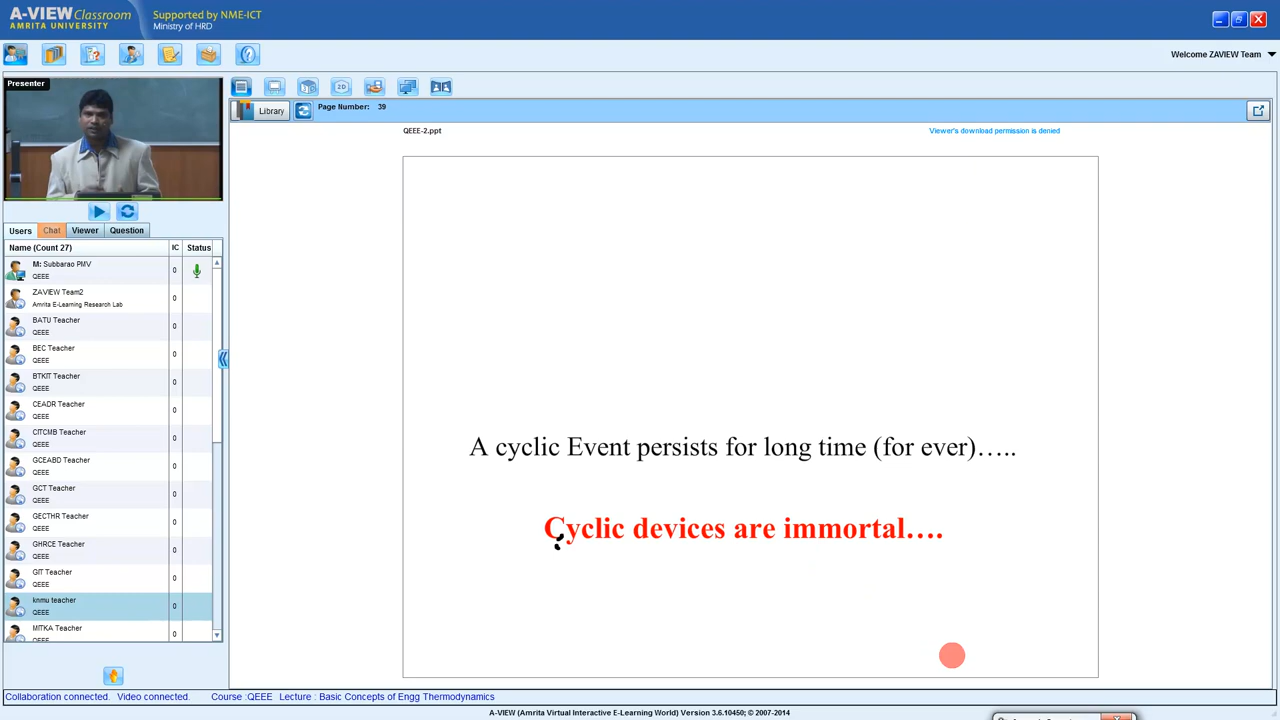 A-VIEW Classroom
AMRITA UNIVERSITY
Supported by NME-ICT
Ministry of HRD
Welcome ZAVIEW Team
Presenter
Library
Page Number: 39
QEEE-2.ppt
Viewer's download permission is denied
Users
Chat
Viewer
Question
Name (Count 27)
IC
Status
M: Subbarao PMV
QEEE
0
ZAVIEW Team2
Amrita E-Learning Research Lab
0
BATU Teacher
QEEE
0
BEC Teacher
QEEE
0
BTKIT Teacher
QEEE
0
CEADR Teacher
QEEE
0
CITCMB Teacher
QEEE
0
GCEABD Teacher
QEEE
0
GCT Teacher
QEEE
0
GECTHR Teacher
QEEE
0
GHRCE Teacher
QEEE
0
GIT Teacher
QEEE
0
knmu teacher
QEEE
0
MITKA Teacher
QEEE
0
A cyclic Event persists for long time (for ever)…..
Cyclic devices are immortal….
Collaboration connected. Video connected. Course :QEEE Lecture : Basic Concepts of Engg Thermodynamics
A-VIEW (Amrita Virtual Interactive E-Learning World) Version 3.6.10450; © 2007-2014